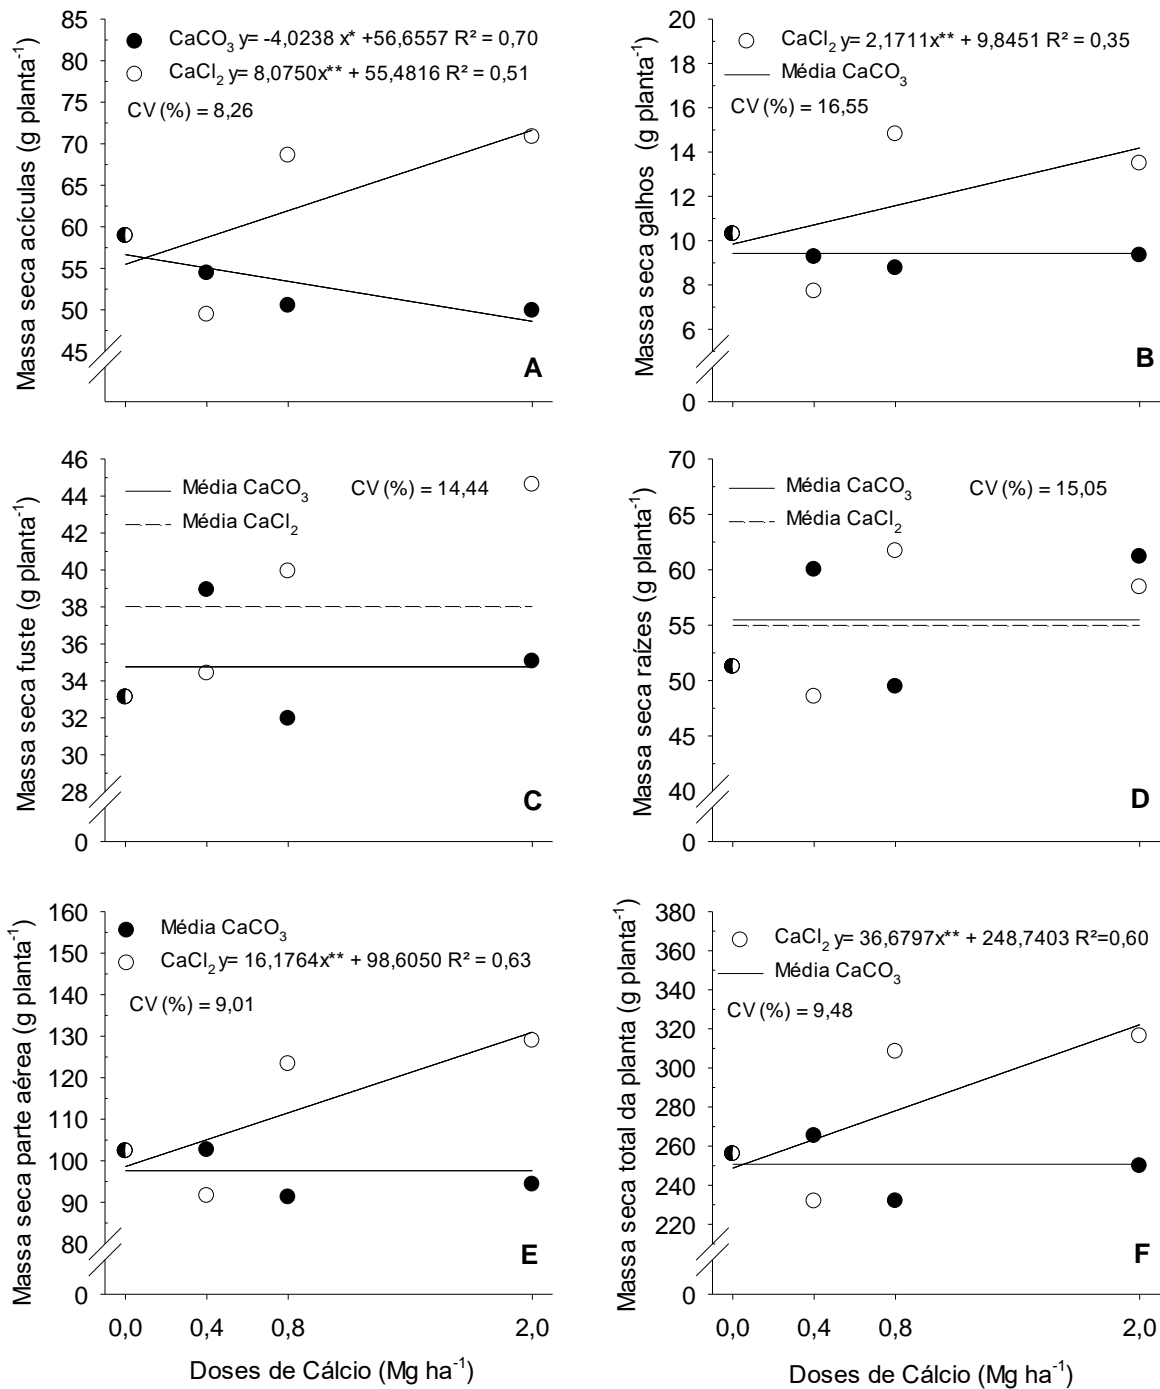 Massa seca acículas (g planta⁻¹)
85
80
75
70
65
60
55
50
45
CaCO₃ y= -4,0238 x* +56,6557 R² = 0,70
CaCl₂ y= 8,0750x** + 55,4816 R² = 0,51
CV (%) = 8,26
A
Massa seca galhos (g planta⁻¹)
20
18
16
14
12
10
8
6
0
CaCl₂ y= 2,1711x** + 9,8451 R² = 0,35
Média CaCO₃
CV (%) = 16,55
B
Massa seca fuste (g planta⁻¹)
46
44
42
40
38
36
34
32
30
28
0
Média CaCO₃ CV (%) = 14,44
Média CaCl₂
C
Massa seca raízes (g planta⁻¹)
70
65
60
55
50
45
40
0
Média CaCO₃ CV (%) = 15,05
Média CaCl₂
D
Massa seca parte aérea (g planta⁻¹)
160
150
140
130
120
110
100
90
80
0
Média CaCO₃
CaCl₂ y= 16,1764x** + 98,6050 R² = 0,63
CV (%) = 9,01
E
0,0 0,4 0,8 2,0
Doses de Cálcio (Mg ha⁻¹)
Massa seca total da planta (g planta⁻¹)
380
360
340
320
300
280
260
240
220
0
CaCl₂ y= 36,6797x** + 248,7403 R²=0,60
Média CaCO₃
CV (%) = 9,48
F
0,0 0,4 0,8 2,0
Doses de Cálcio (Mg ha⁻¹)